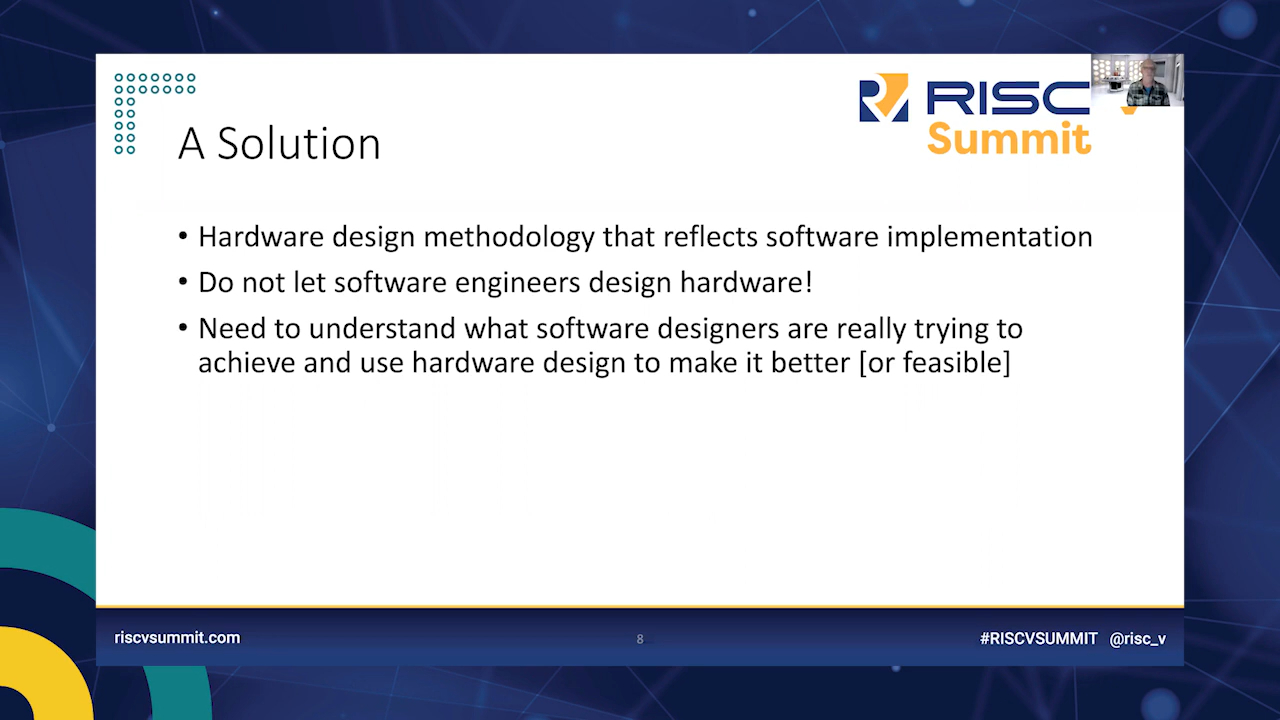 RISC
Summit
A Solution
• Hardware design methodology that reflects software implementation
• Do not let software engineers design hardware!
• Need to understand what software designers are really trying to
achieve and use hardware design to make it better [or feasible]
riscvsummit.com
8
#RISCVSUMMIT @risc_v